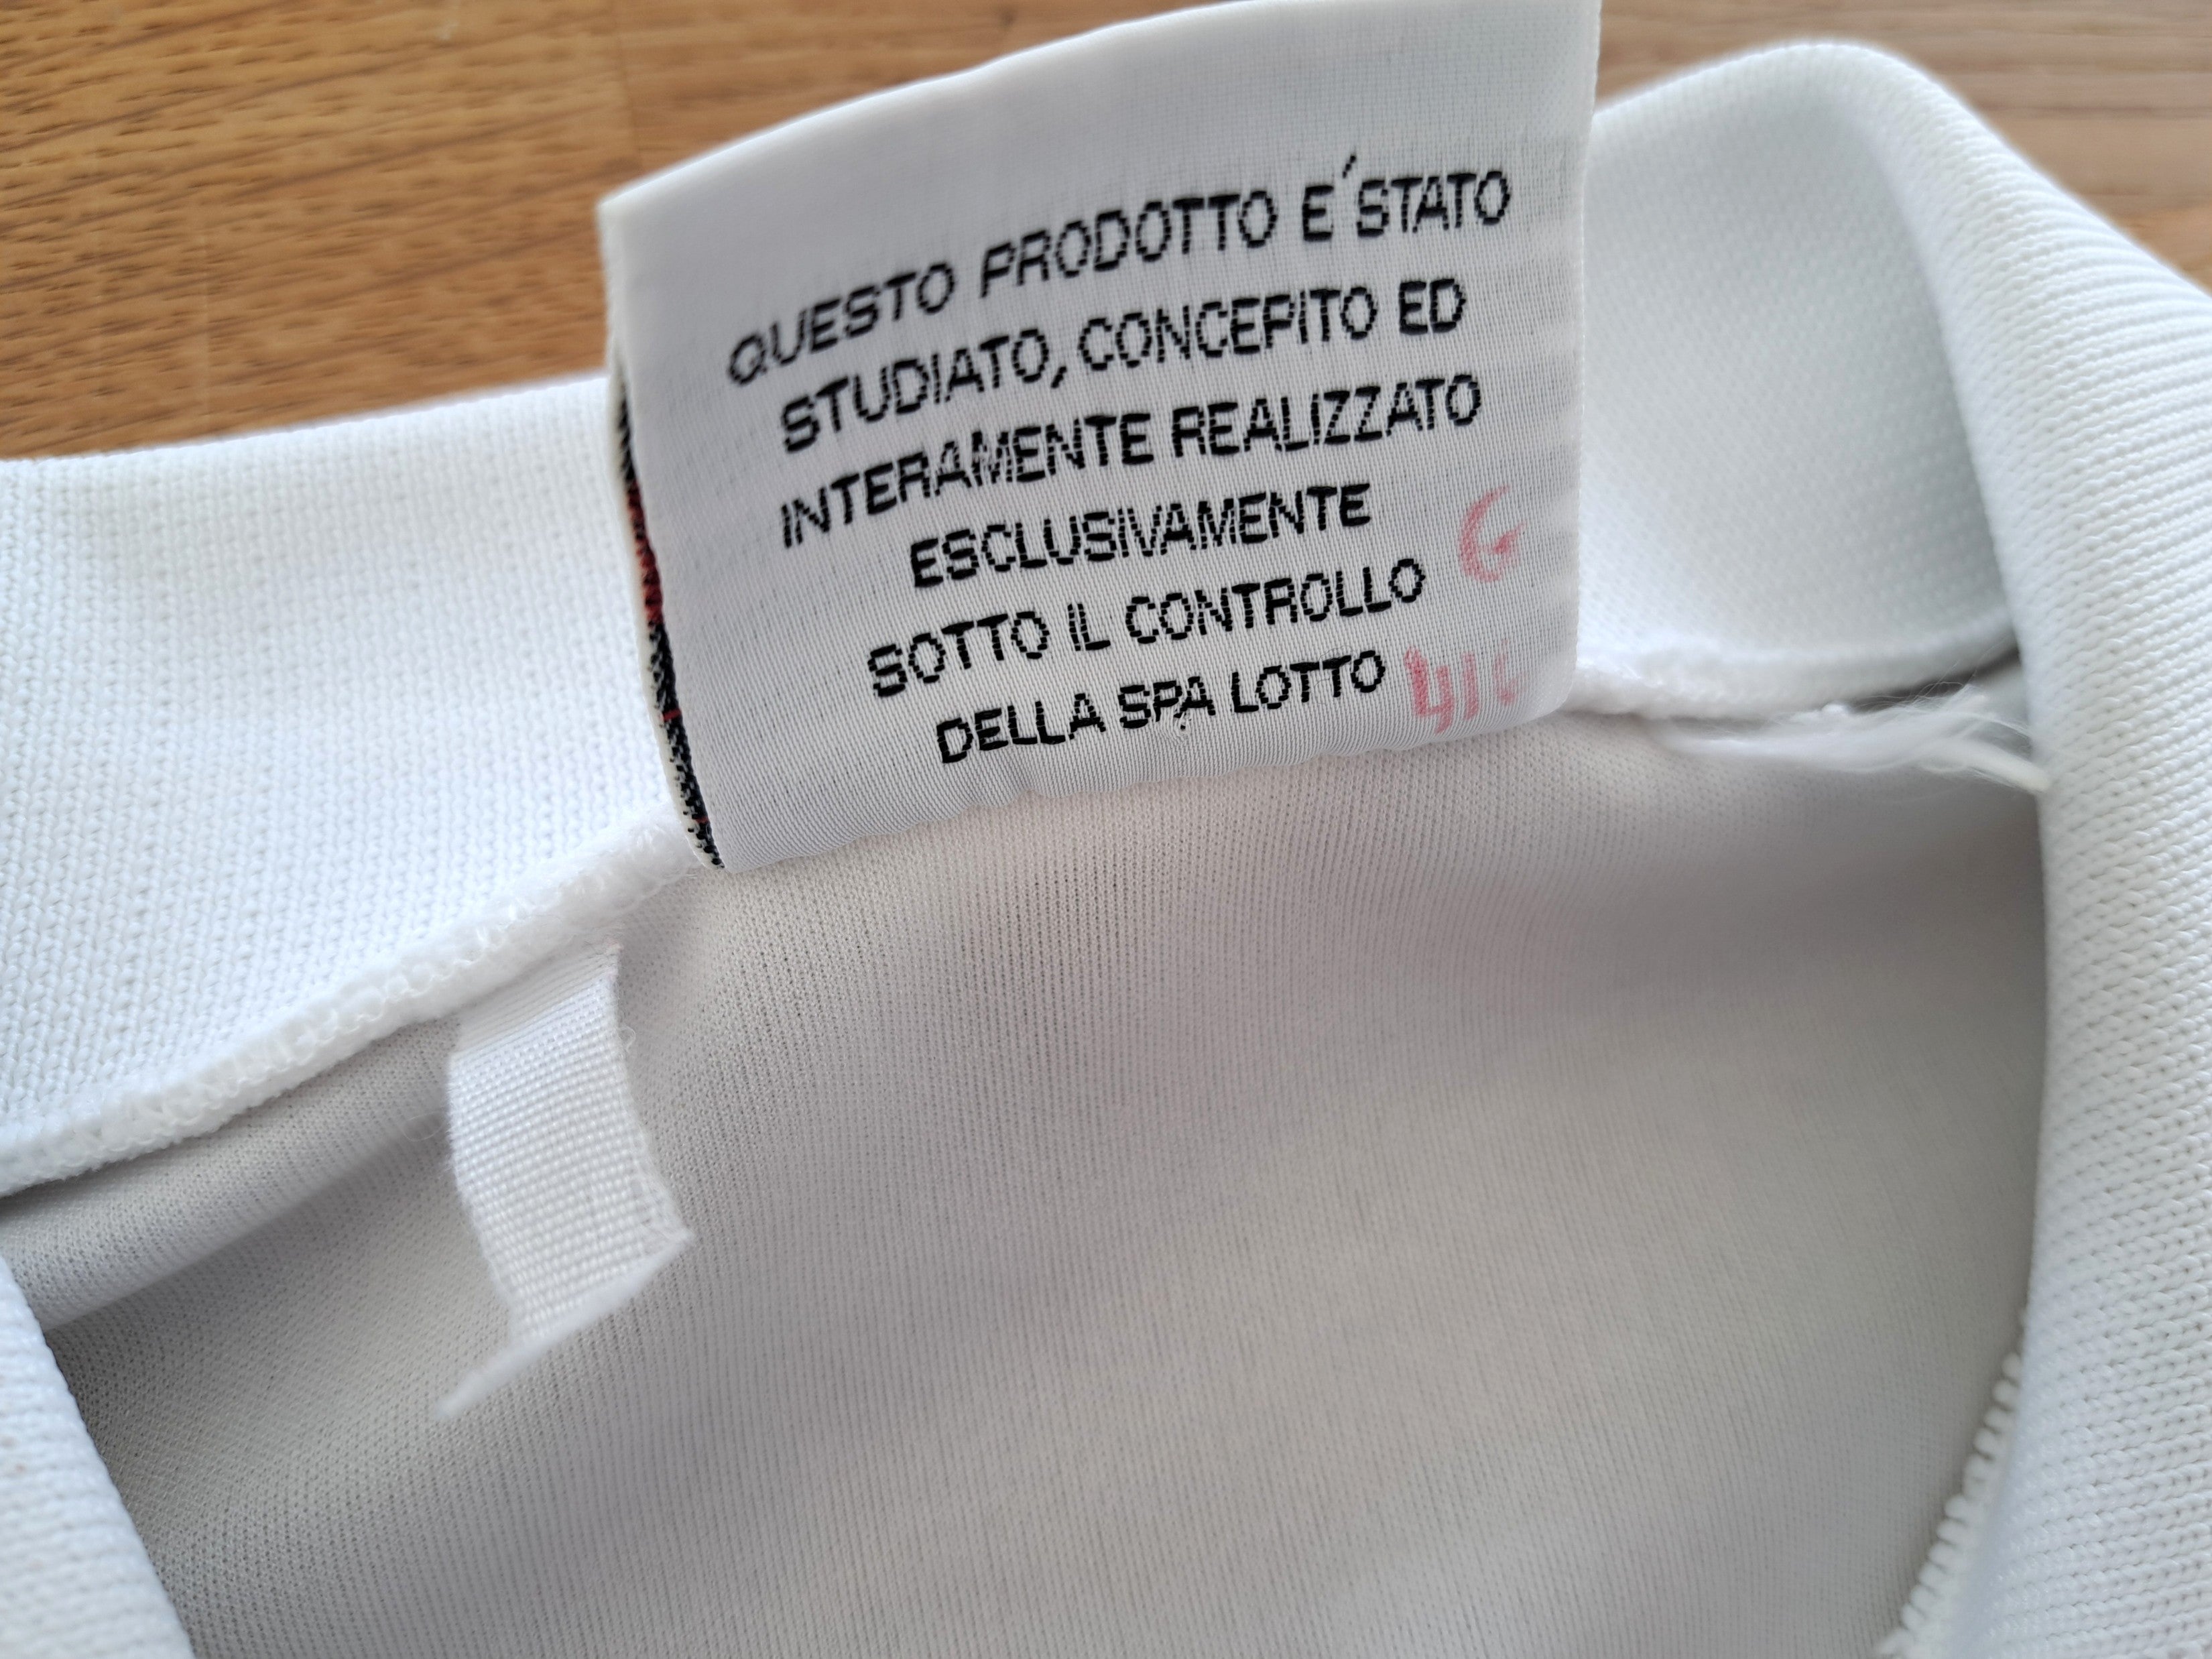 QUESTO PRODOTTO E´ STATO
STUDIATO, CONCEPITO ED
INTERAMENTE REALIZZATO
ESCLUSIVAMENTE
SOTTO IL CONTROLLO
DELLA SPA LOTTO